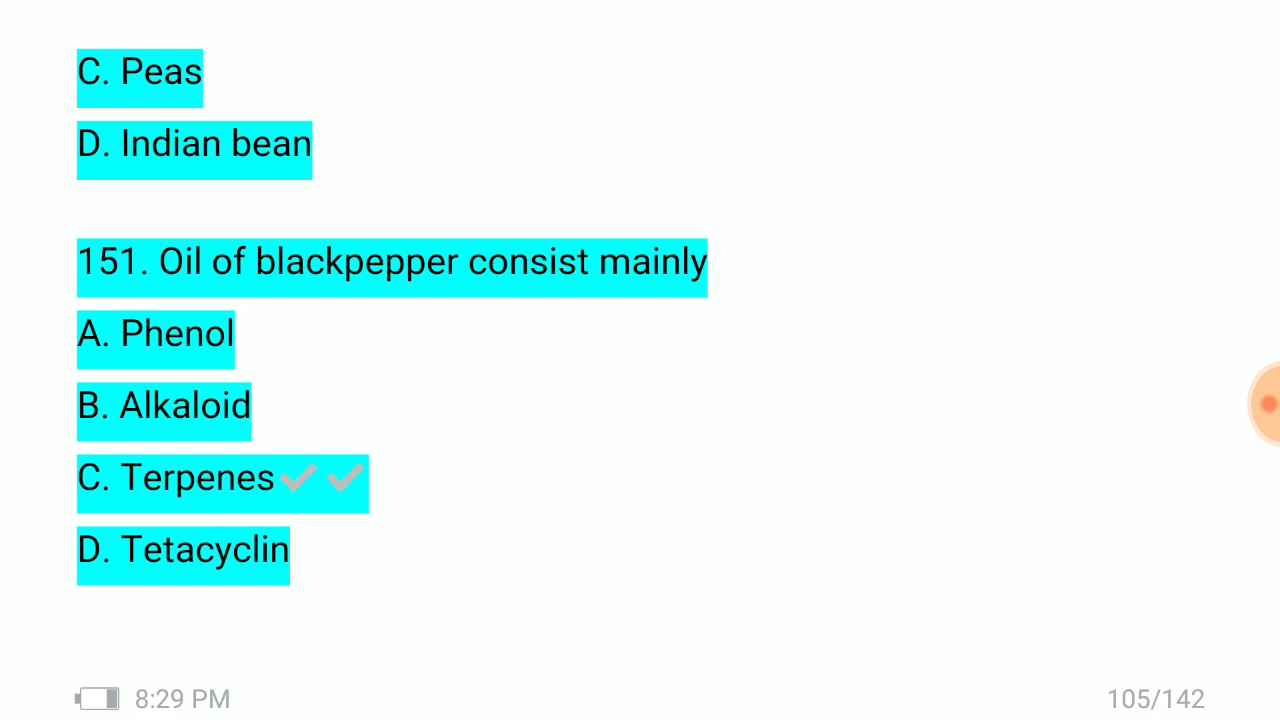 C. Peas
D. Indian bean
151. Oil of blackpepper consist mainly
A. Phenol
B. Alkaloid
C. Terpenes✔✔
D. Tetacyclin
8:29 PM
105/142